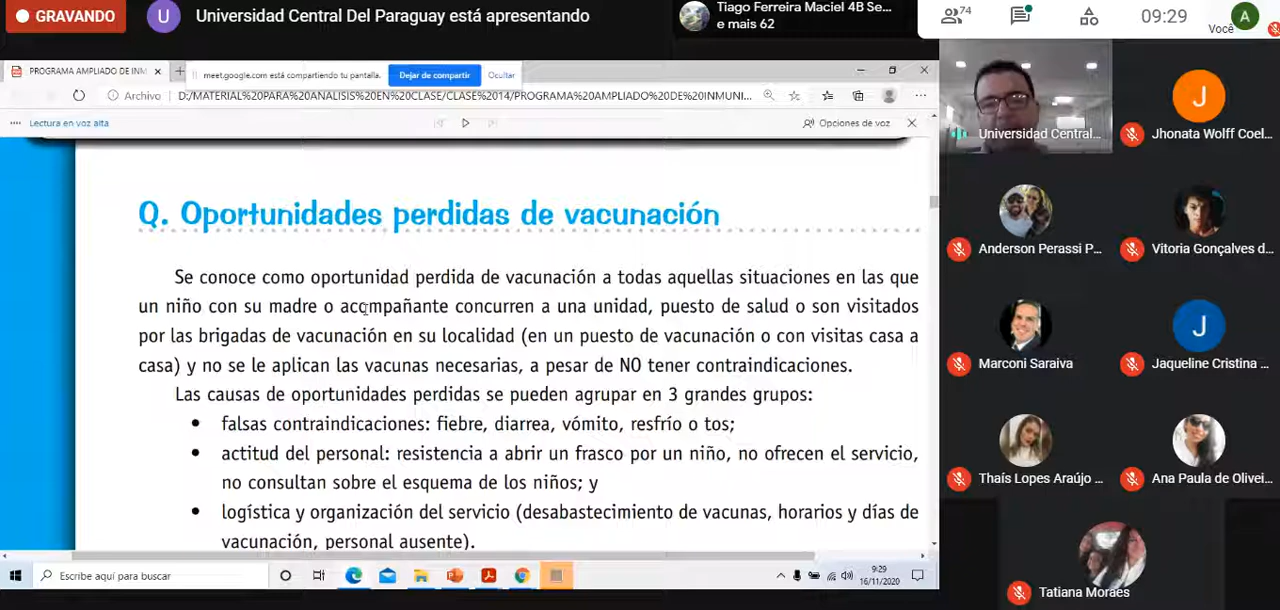 GRAVANDO
U
Universidad Central Del Paraguay está apresentando
Tiago Ferreira Maciel 4B Se...
e mais 62
74
09:29
Você
A
PROGRAMA AMPLIADO DE INM
meet.google.com está compartiendo tu pantalla.
Dejar de compartir
Ocultar
Archivo
D:/MATERIAL%20PARA%20ANALISIS%20EN%20CLASE/CLASE%2014/PROGRAMA%20AMPLIADO%20DE%20INMUNI...
Lectura en voz alta
Opciones de voz
Q. Oportunidades perdidas de vacunación
Se conoce como oportunidad perdida de vacunación a todas aquellas situaciones en las que
un niño con su madre o acompañante concurren a una unidad, puesto de salud o son visitados
por las brigadas de vacunación en su localidad (en un puesto de vacunación o con visitas casa a
casa) y no se le aplican las vacunas necesarias, a pesar de NO tener contraindicaciones.
Las causas de oportunidades perdidas se pueden agrupar en 3 grandes grupos:
• falsas contraindicaciones: fiebre, diarrea, vómito, resfrío o tos;
• actitud del personal: resistencia a abrir un frasco por un niño, no ofrecen el servicio,
no consultan sobre el esquema de los niños; y
• logística y organización del servicio (desabastecimiento de vacunas, horarios y días de
vacunación, personal ausente).
Escribe aquí para buscar
9:29
16/11/2020
Universidad Central...
J
Jhonata Wolff Coel...
Anderson Perassi P...
Vitoria Gonçalves d...
Marconi Saraiva
J
Jaqueline Cristina ...
Thaís Lopes Araújo ...
Ana Paula de Olivei...
Tatiana Moraes